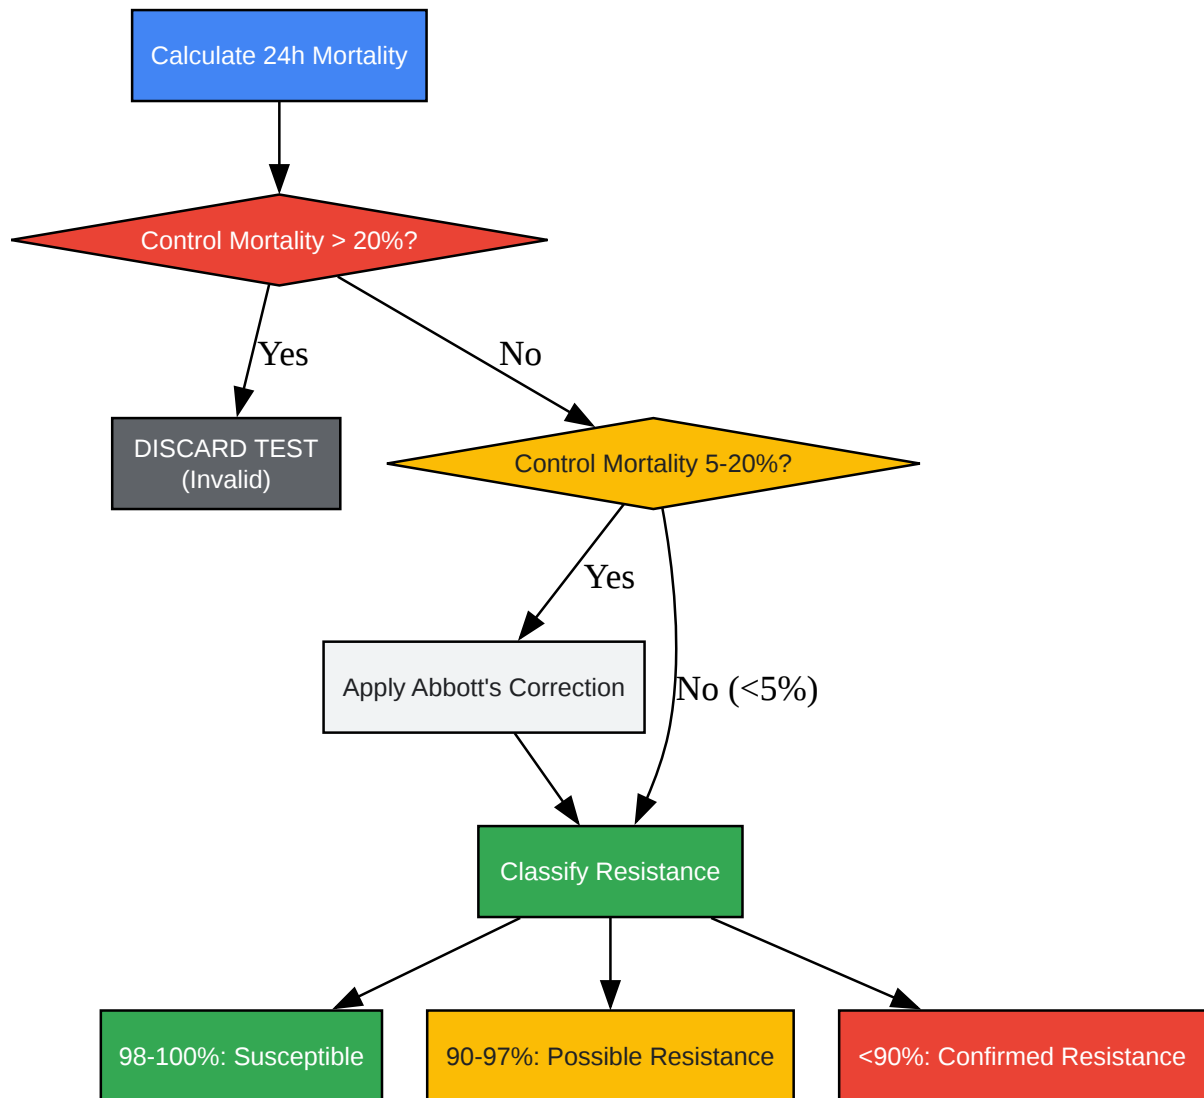 Calculate 24h Mortality
Control Mortality > 20%?
Yes
No
DISCARD TEST
(Invalid)
Control Mortality 5-20%?
Yes
Apply Abbott's Correction
No (<5%)
Classify Resistance
98-100%: Susceptible
90-97%: Possible Resistance
<90%: Confirmed Resistance